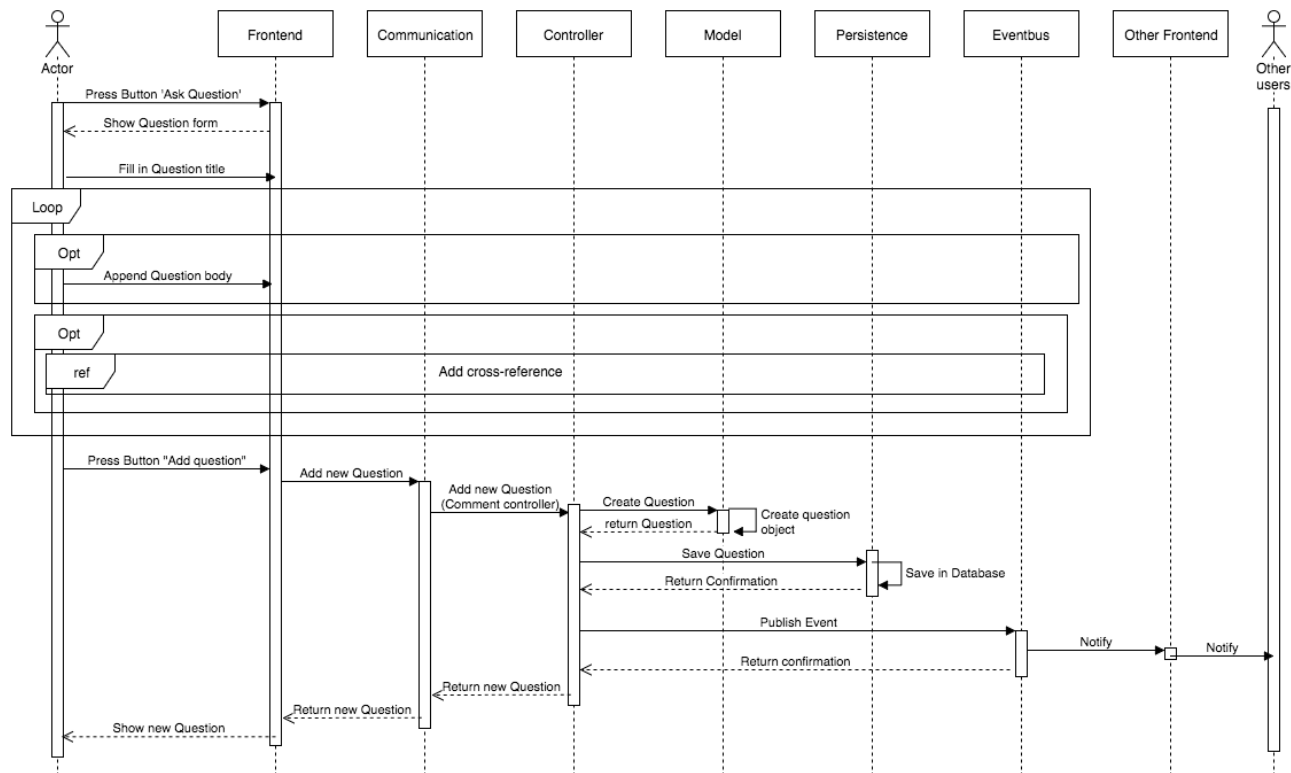 Frontend
Communication
Controller
Model
Persistence
Eventbus
Other Frontend
Actor
Other
users
Press Button 'Ask Question'
Show Question form
Fill in Question title
Loop
Opt
Append Question body
Opt
ref
Add cross-reference
Press Button "Add question"
Add new Question
Add new Question
(Comment controller)
Create Question
Create question
object
return Question
Save Question
Save in Database
Return Confirmation
Publish Event
Notify
Notify
Return confirmation
Return new Question
Return new Question
Show new Question